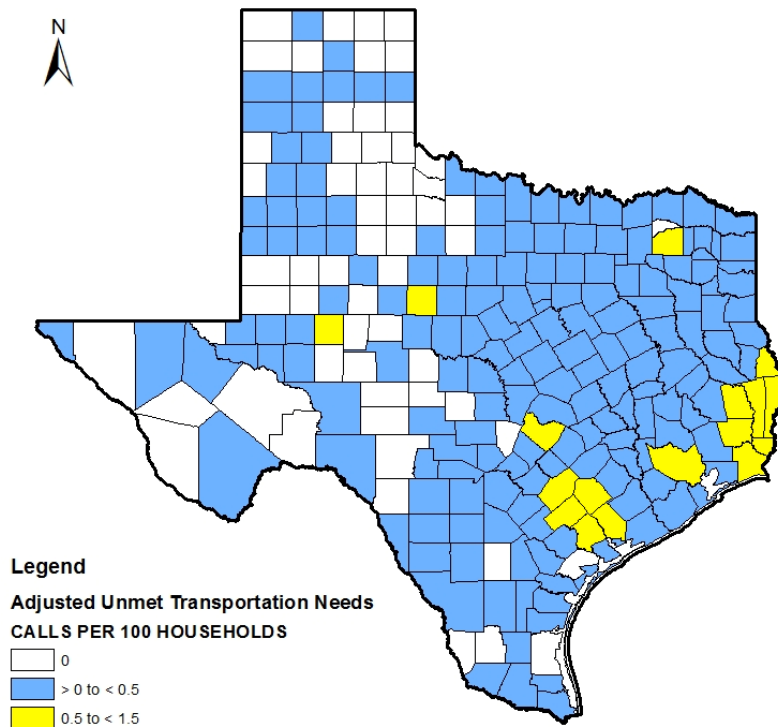 N
Legend
Adjusted Unmet Transportation Needs
CALLS PER 100 HOUSEHOLDS
0
> 0 to < 0.5
0.5 to < 1.5